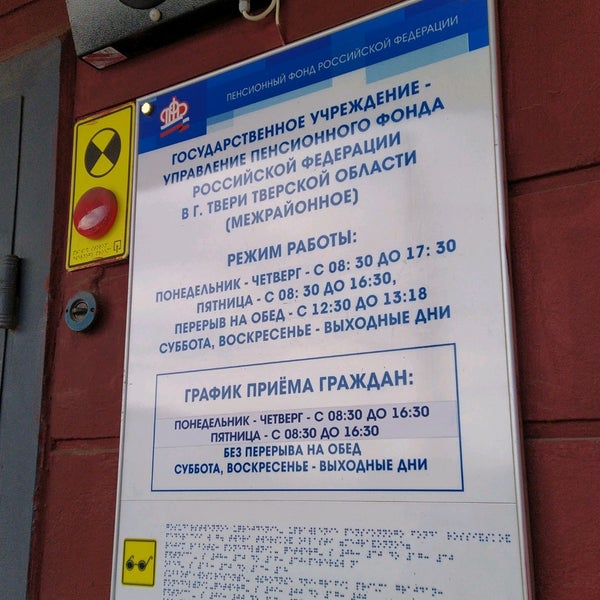 ПЕНСИОННЫЙ ФОНД РОССИЙСКОЙ ФЕДЕРАЦИИ
ПФР
ГОСУДАРСТВЕННОЕ УЧРЕЖДЕНИЕ -
УПРАВЛЕНИЕ ПЕНСИОННОГО ФОНДА
РОССИЙСКОЙ ФЕДЕРАЦИИ
В Г. ТВЕРИ ТВЕРСКОЙ ОБЛАСТИ
(МЕЖРАЙОННОЕ)
РЕЖИМ РАБОТЫ:
ПОНЕДЕЛЬНИК - ЧЕТВЕРГ - С 08: 30 ДО 17: 30
ПЯТНИЦА - С 08: 30 ДО 16:30,
ПЕРЕРЫВ НА ОБЕД - С 12:30 ДО 13:18
СУББОТА, ВОСКРЕСЕНЬЕ - ВЫХОДНЫЕ ДНИ
ГРАФИК ПРИЁМА ГРАЖДАН:
ПОНЕДЕЛЬНИК - ЧЕТВЕРГ - С 08:30 ДО 16:30
ПЯТНИЦА - С 08:30 ДО 16:30
БЕЗ ПЕРЕРЫВА НА ОБЕД
СУББОТА, ВОСКРЕСЕНЬЕ - ВЫХОДНЫЕ ДНИ